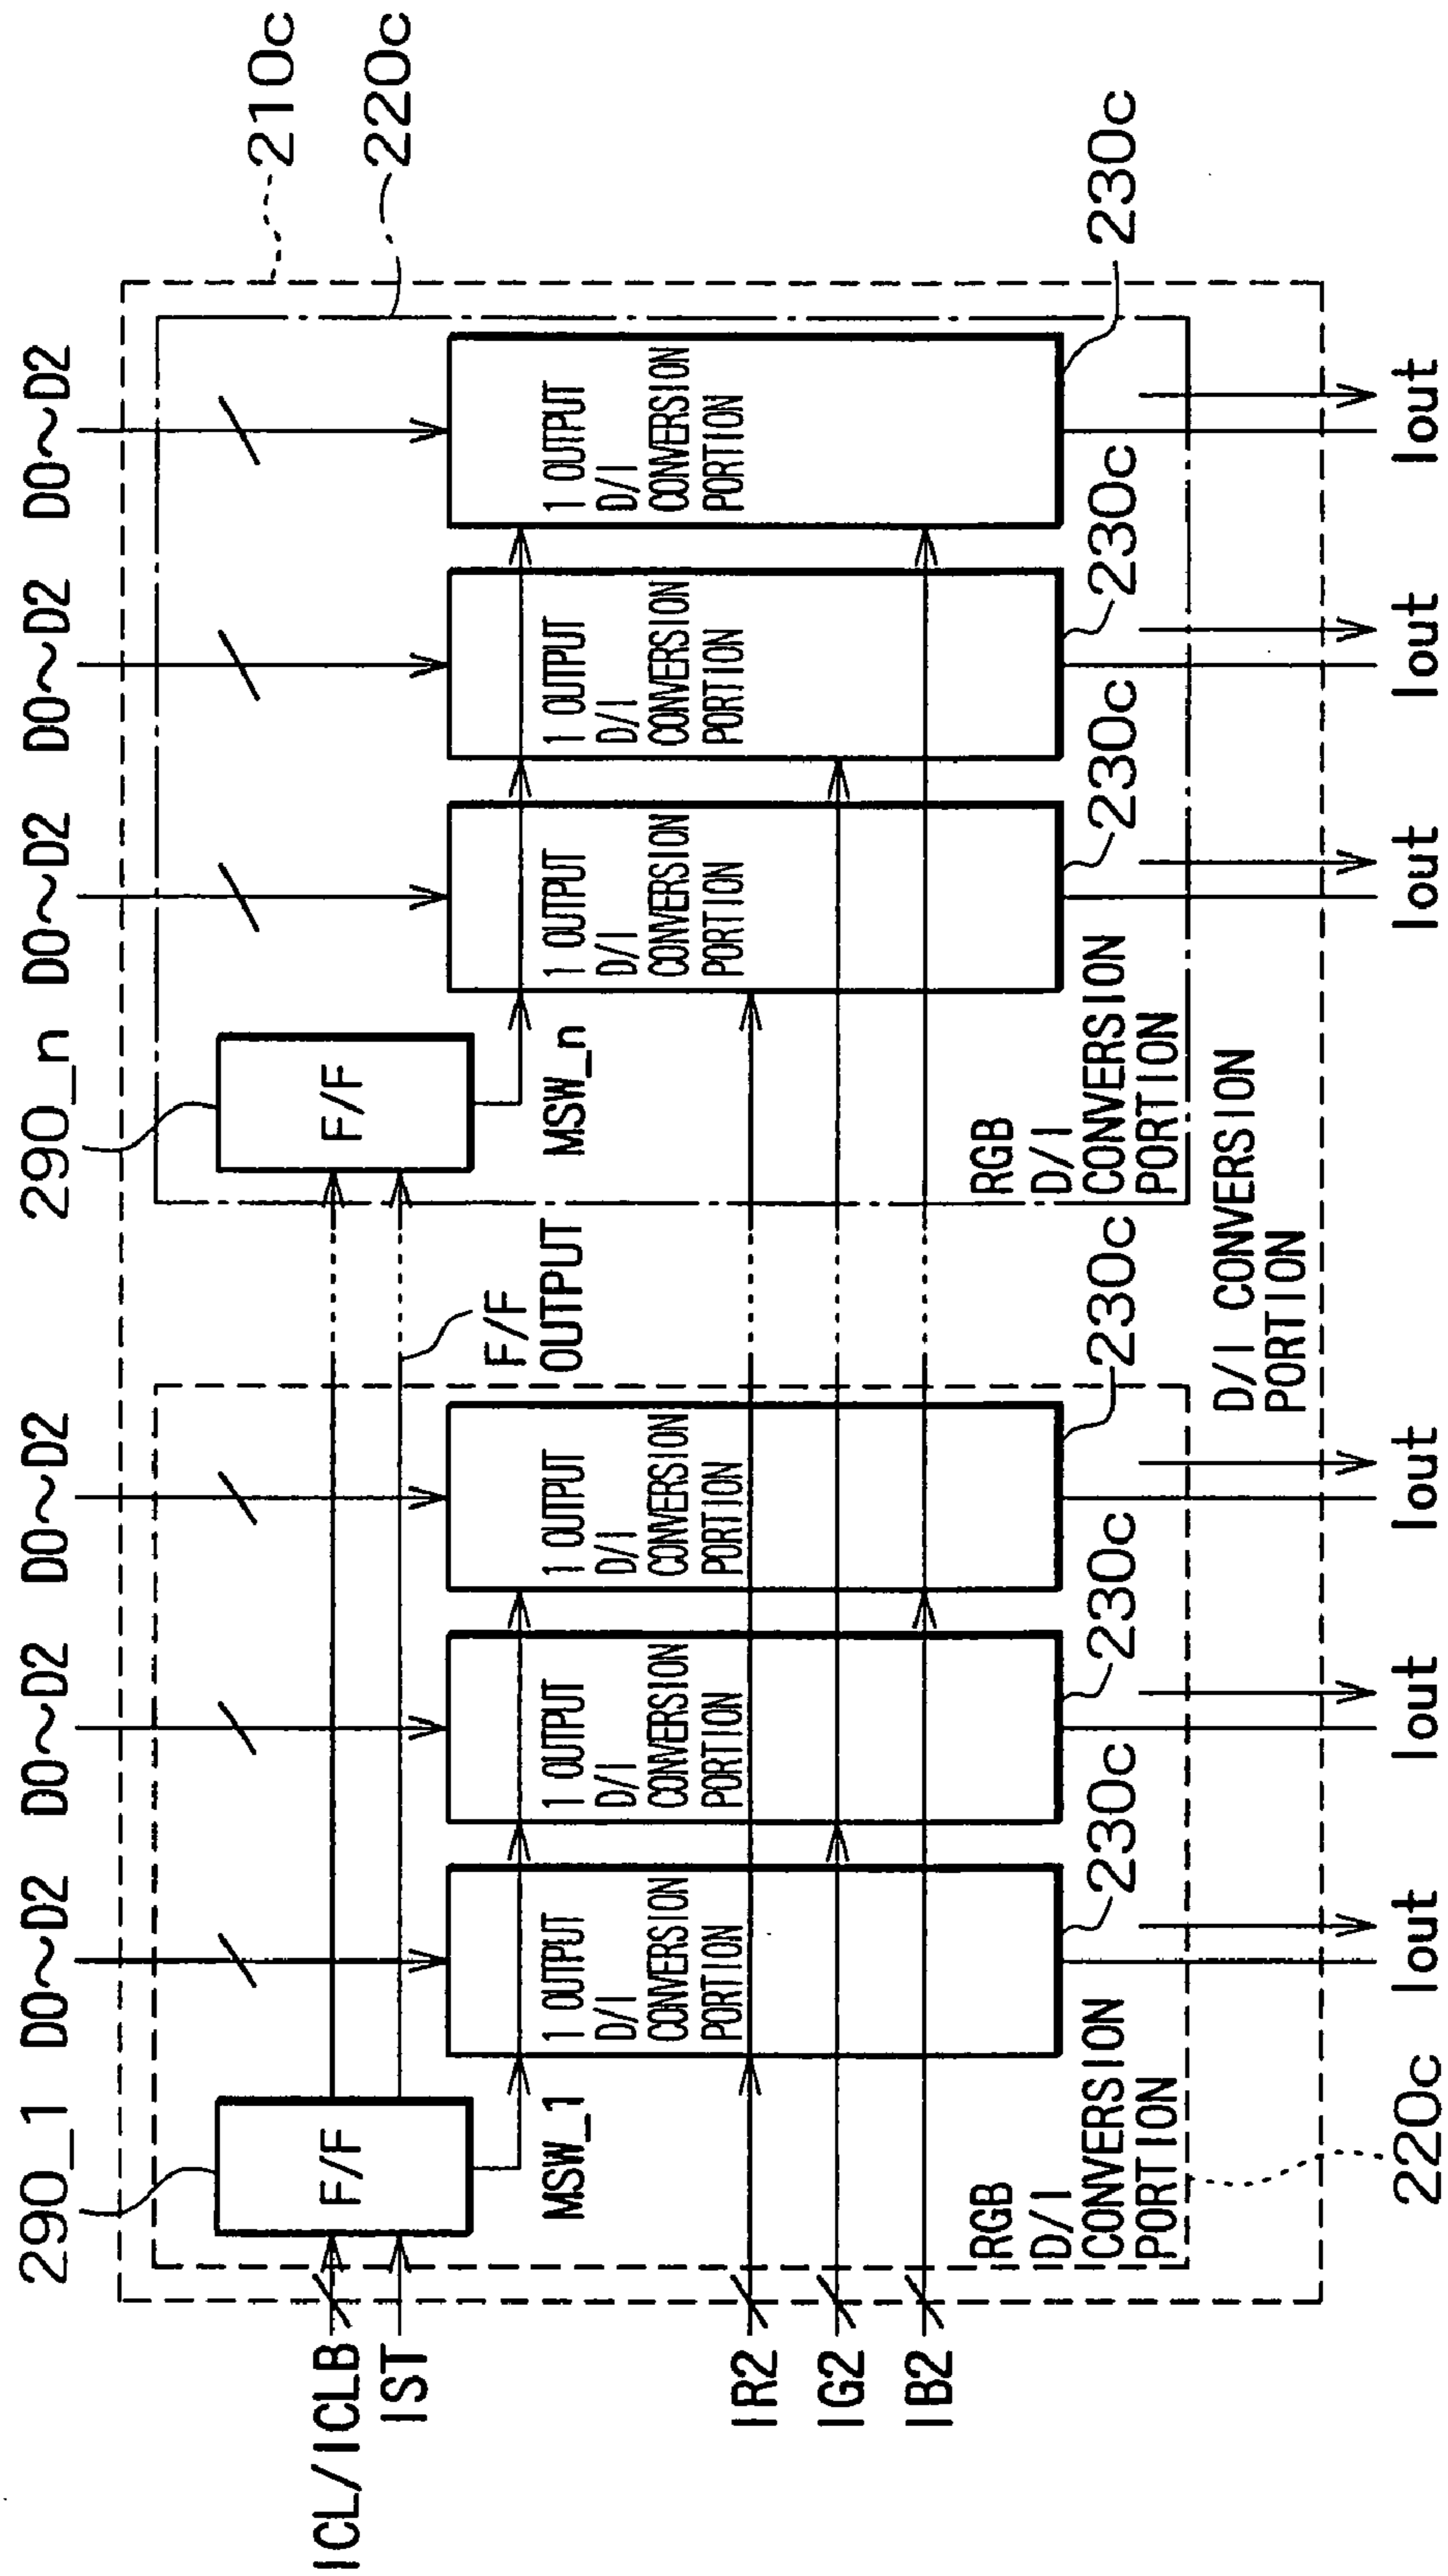 210c
220c
290_1
D0~D2
D0~D2
D0~D2
290_n
D0~D2
D0~D2
D0~D2
ICL/ICLB
IST
F/F
F/F
F/F
OUTPUT
MSW_1
MSW_n
1 OUTPUT
D/I
CONVERSION
PORTION
1 OUTPUT
D/I
CONVERSION
PORTION
1 OUTPUT
D/I
CONVERSION
PORTION
1 OUTPUT
D/I
CONVERSION
PORTION
1 OUTPUT
D/I
CONVERSION
PORTION
1 OUTPUT
D/I
CONVERSION
PORTION
IR2
IG2
IB2
RGB
D/I
CONVERSION
PORTION
230c
230c
230c
RGB
D/I
CONVERSION
PORTION
230c
230c
230c
D/I CONVERSION
PORTION
220c
Iout
Iout
Iout
Iout
Iout
Iout